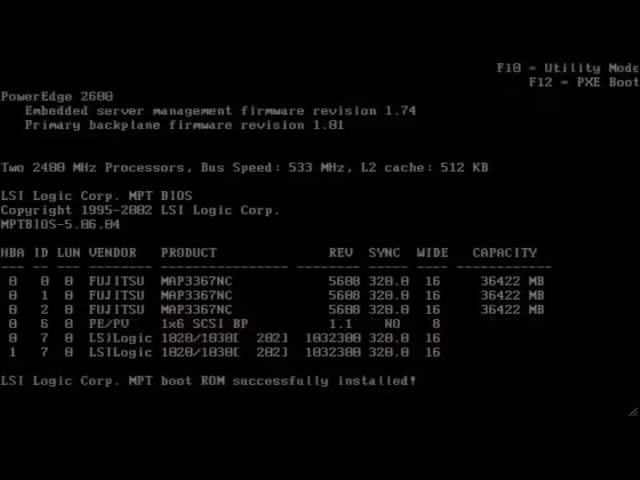 F10 = Utility Mode
F12 = PXE Boot
PowerEdge 2600
Embedded server management firmware revision 1.74
Primary backplane firmware revision 1.01
Two 2400 MHz Processors, Bus Speed: 533 MHz, L2 cache: 512 KB
LSI Logic Corp. MPT BIOS
Copyright 1995-2002 LSI Logic Corp.
MPTBIOS-5.06.04
HBA ID LUN VENDOR PRODUCT REV SYNC WIDE CAPACITY
--- -- --- -------- ---------------- -------- ----- ---- --------------
0 0 0 FUJITSU MAP3367NC 5608 320.0 16 36422 MB
0 1 0 FUJITSU MAP3367NC 5608 320.0 16 36422 MB
0 2 0 FUJITSU MAP3367NC 5608 320.0 16 36422 MB
0 6 0 PE/PV 1x6 SCSI BP 1.1 NO 8
0 7 0 LSILogic 1020/1030[ 202] 1032300 320.0 16
1 7 0 LSILogic 1020/1030[ 202] 1032300 320.0 16
LSI Logic Corp. MPT boot ROM successfully installed!